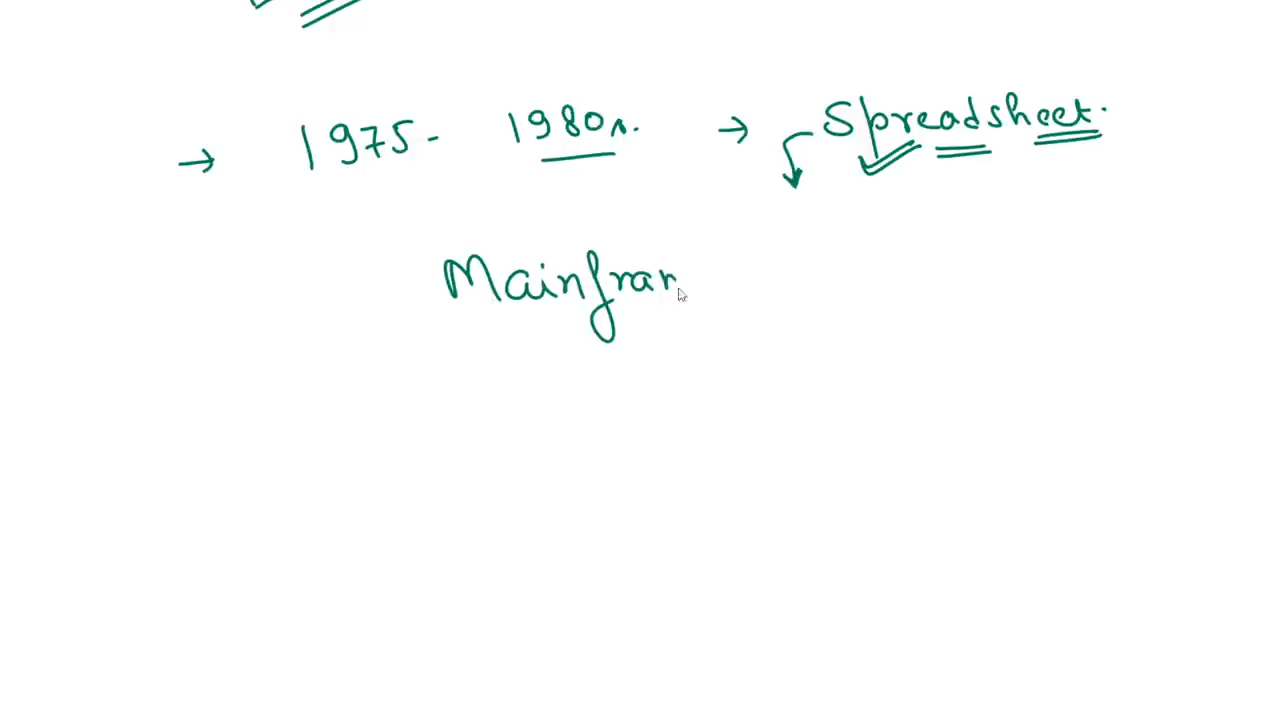 → 1975 - 1980s. → Spreadsheet.
Mainfram